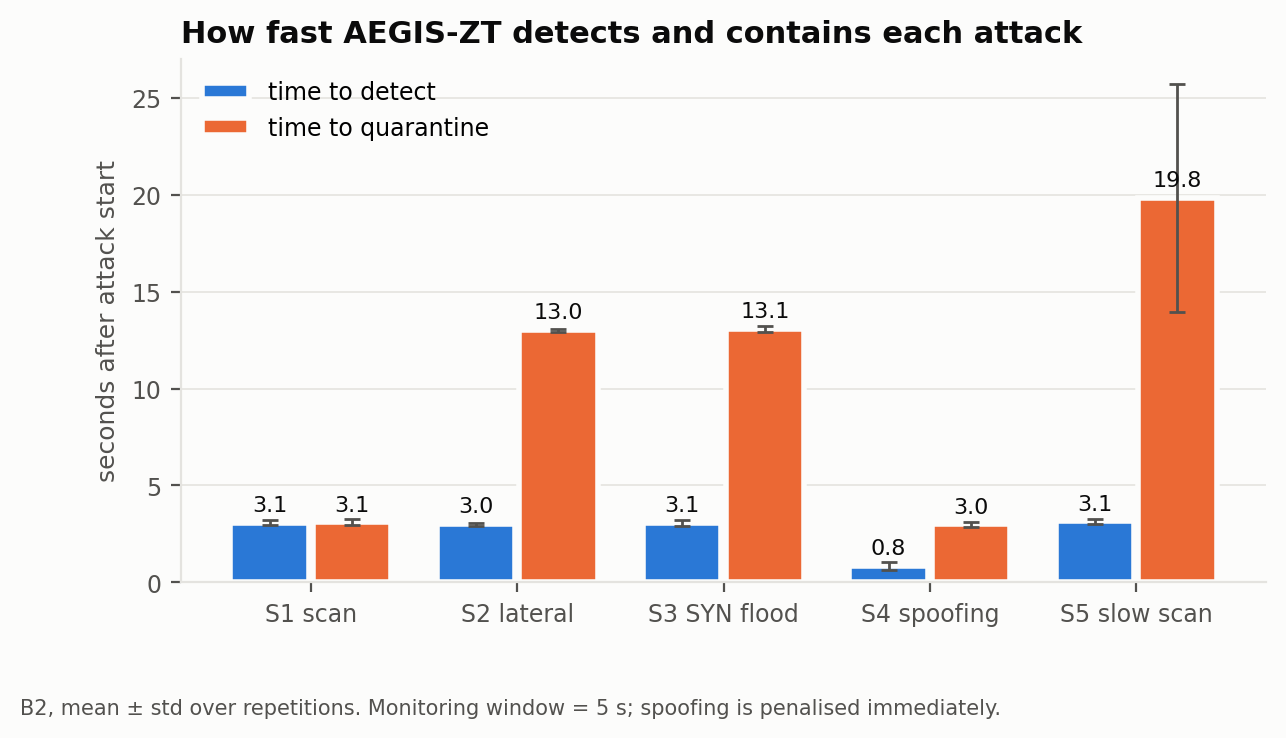 How fast AEGIS-ZT detects and contains each attack
time to detect
time to quarantine
seconds after attack start
25
20
15
10
5
0
3.1
3.1
3.0
13.0
3.1
13.1
0.8
3.0
3.1
19.8
S1 scan
S2 lateral
S3 SYN flood
S4 spoofing
S5 slow scan
B2, mean ± std over repetitions. Monitoring window = 5 s; spoofing is penalised immediately.